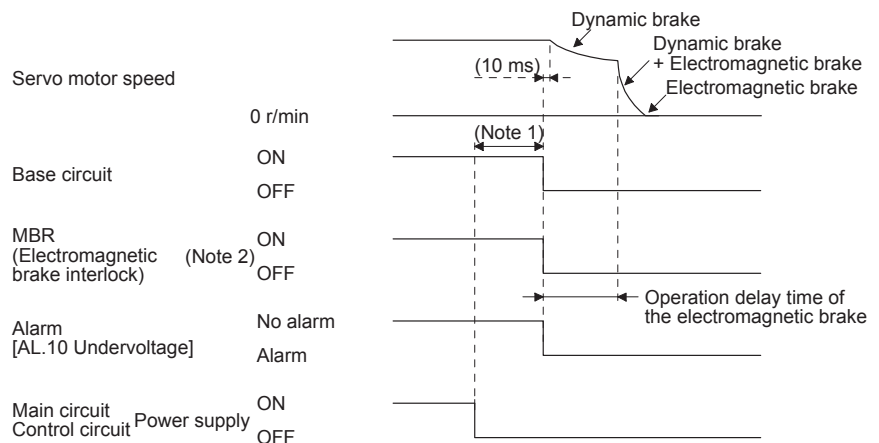 Dynamic brake
Dynamic brake
+ Electromagnetic brake
(10 ms)
Servo motor speed
Electromagnetic brake
0 r/min
(Note 1)
ON
Base circuit
OFF
MBR
(Electromagnetic
brake interlock)
(Note 2)
ON
OFF
Operation delay time of
the electromagnetic brake
No alarm
Alarm
[AL.10 Undervoltage]
Alarm
Main circuit
Control circuit
Power supply
ON
OFF